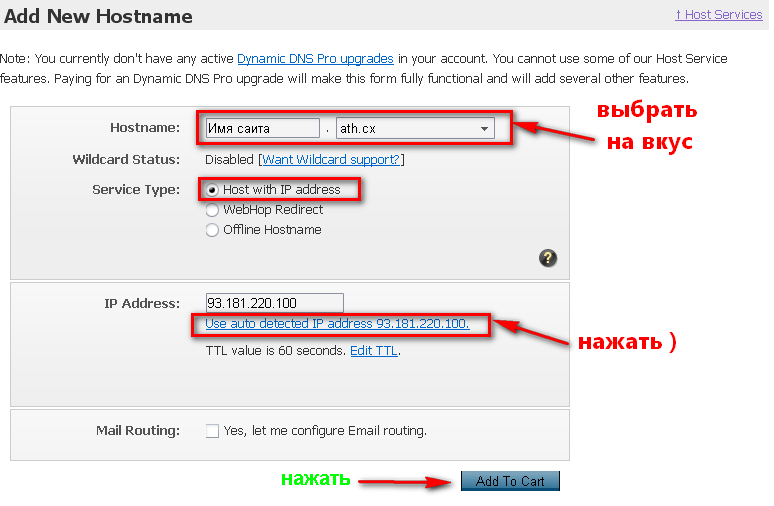 Add New Hostname
↑ Host Services
Note: You currently don't have any active Dynamic DNS Pro upgrades in your account. You cannot use some of our Host Service
features. Paying for an Dynamic DNS Pro upgrade will make this form fully functional and will add several other features.
Hostname: Имя саита . ath.cx
выбрать
на вкус
Wildcard Status: Disabled [Want Wildcard support?]
Service Type: Host with IP address
WebHop Redirect
Offline Hostname
?
IP Address: 93.181.220.100
Use auto detected IP address 93.181.220.100.
нажать )
TTL value is 60 seconds. Edit TTL.
Mail Routing: Yes, let me configure Email routing.
нажать Add To Cart